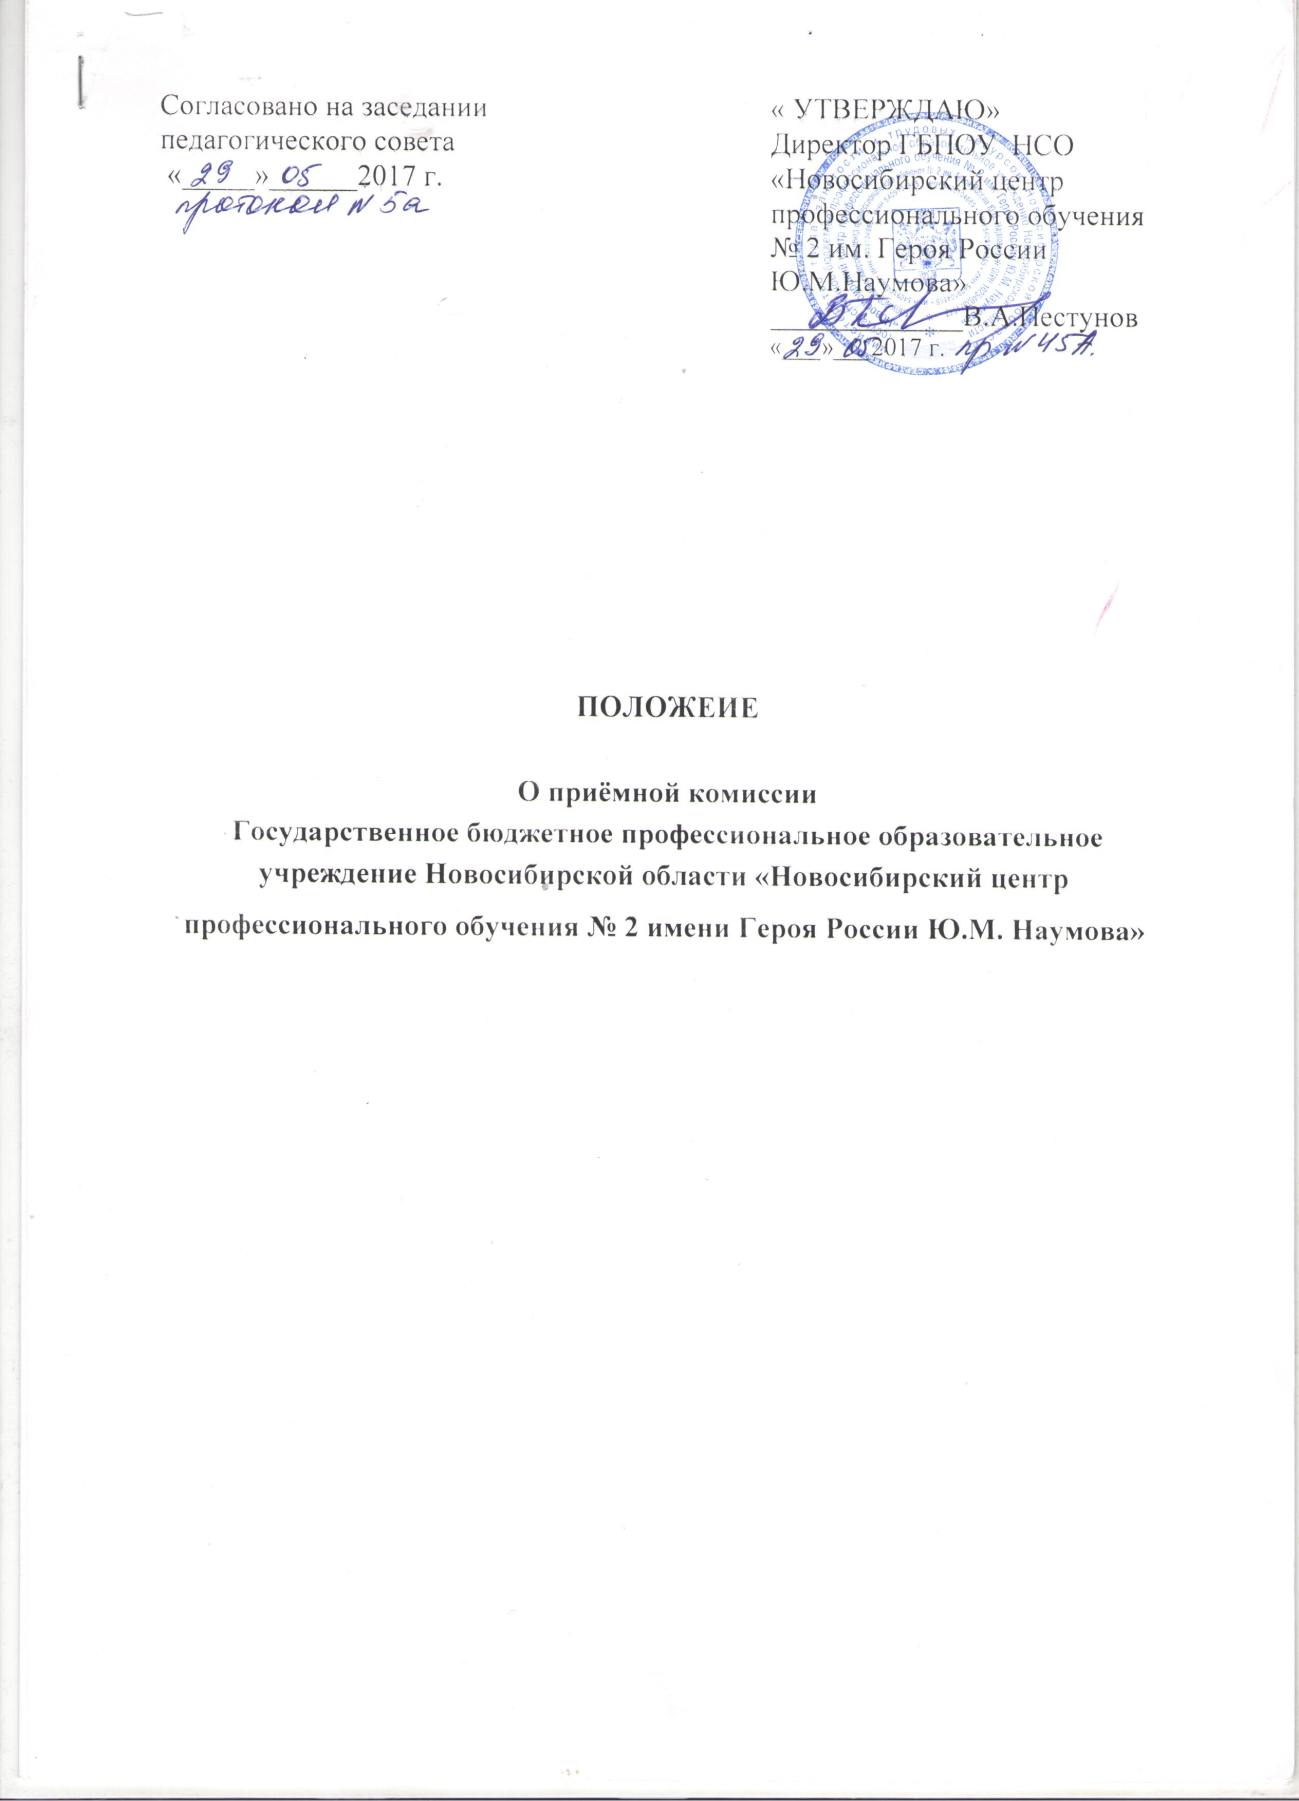 Согласовано на заседании
педагогического совета
«29» 05 2017 г.
протокол N 5а
« УТВЕРЖДАЮ»
Директор ГБПОУ НСО
«Новосибирский центр
профессионального обучения
№ 2 им. Героя России
Ю.М.Наумова»
В.А.Пестунов
«29» 05 2017 г. пр N 45А.
ПОЛОЖЕИЕ
О приёмной комиссии
Государственное бюджетное профессиональное образовательное
учреждение Новосибирской области «Новосибирский центр
профессионального обучения № 2 имени Героя России Ю.М. Наумова»